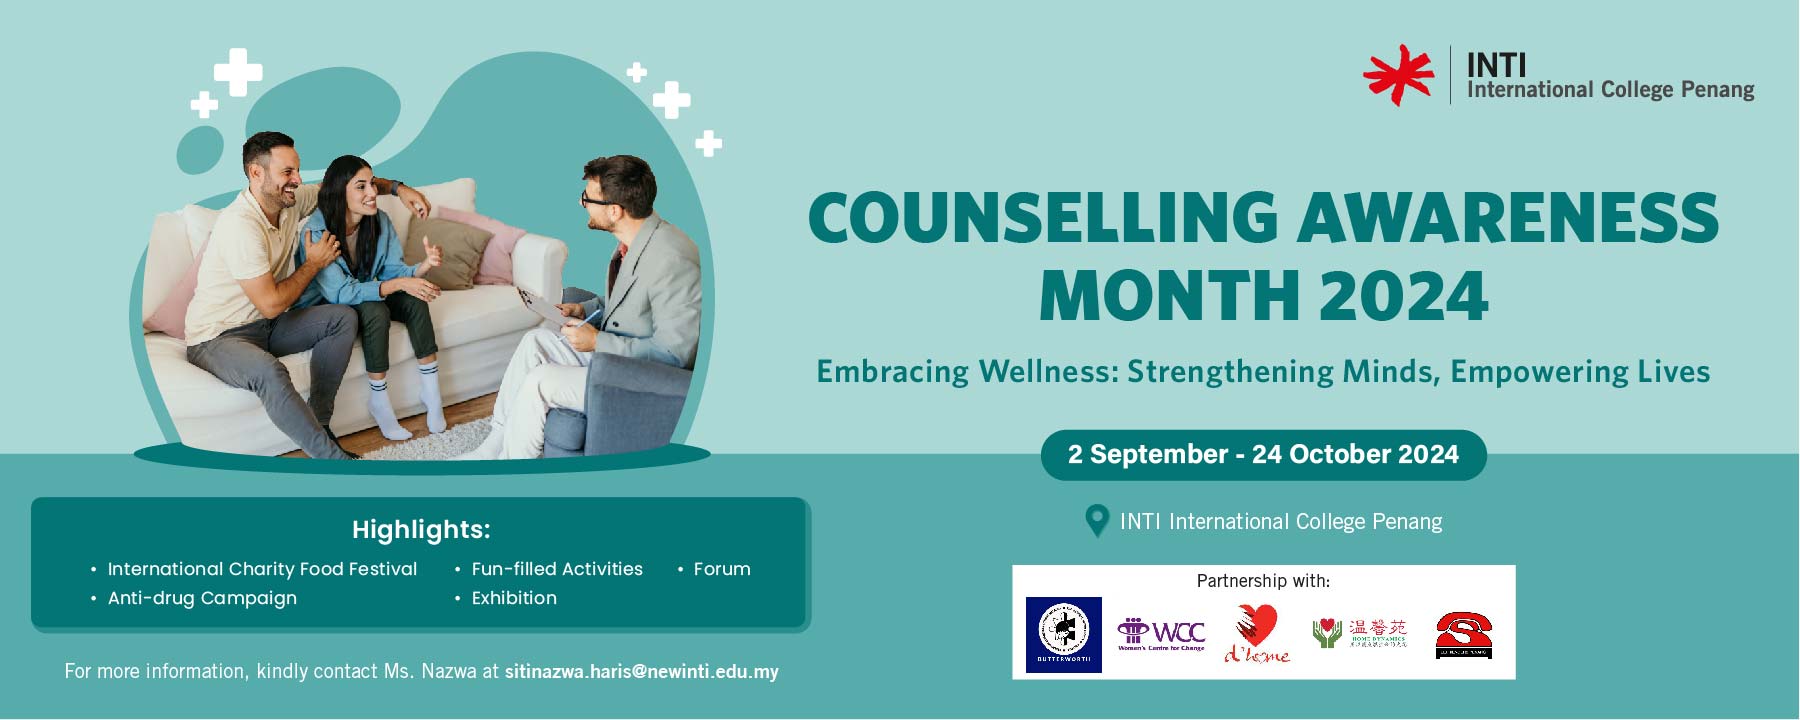 INTI
International College Penang
COUNSELLING AWARENESS
MONTH 2024
Embracing Wellness: Strengthening Minds, Empowering Lives
2 September - 24 October 2024
INTI International College Penang
Highlights:
• International Charity Food Festival
• Anti-drug Campaign
• Fun-filled Activities
• Exhibition
• Forum
For more information, kindly contact Ms. Nazwa at sitinazwa.haris@newinti.edu.my
Partnership with:
BUTTERWORTH
WCC
Women's Centre for Change
d'home
温馨苑
HOME DYNAMICS